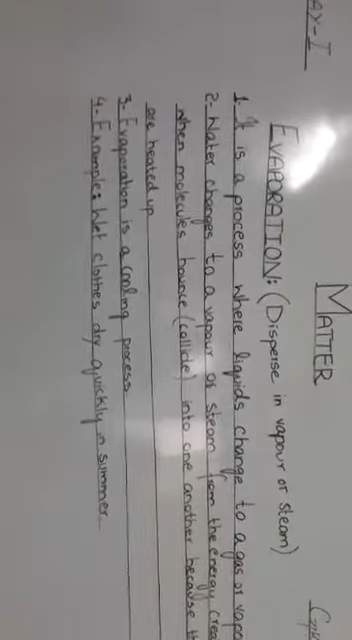 AY-I
MATTER
EVAPORATION: (Disperse in vapour or steam)
1- It is a process where liquids change to a gas or vapo
2- Water changes to a vapour or steam from the energy crea
when molecules bounce (collide) into one another because th
are heated up
3- Evaporation is a cooling process
4- Example: Wet clothes dry quickly in summer.